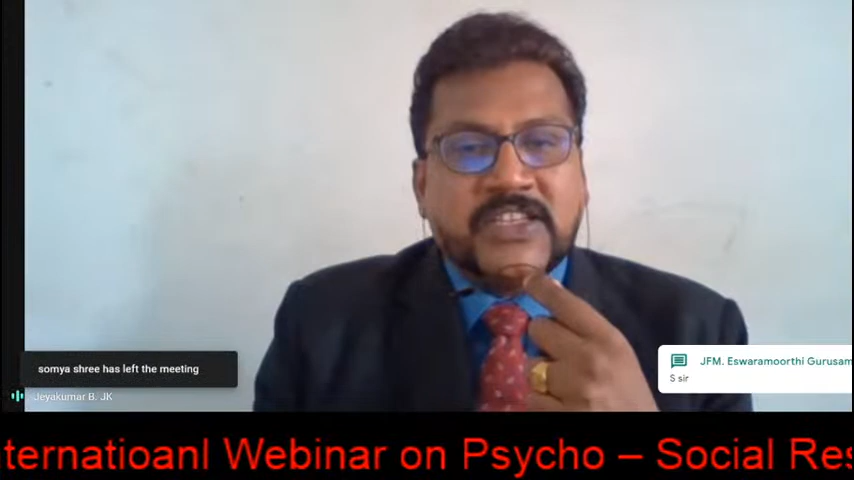 somya shree has left the meeting
JFM. Eswaramoorthi Gurusam
S sir
Jeyakumar B. JK
ternatioanl Webinar on Psycho – Social Res